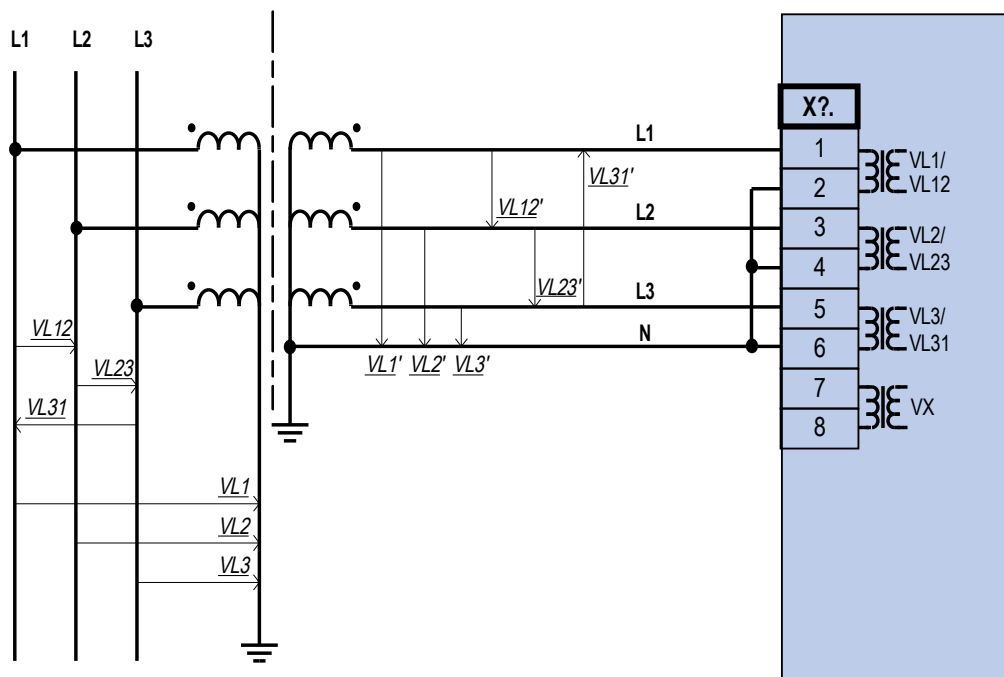 L1 L2 L3
X?.
L1
1
VL1/
VL12
VL31'
2
VL12'
L2
3
VL2/
VL23
4
VL23'
L3
5
VL3/
VL31
VL12
N
6
VL1' VL2' VL3'
VL23
7
VX
VL31
8
VL1
VL2
VL3